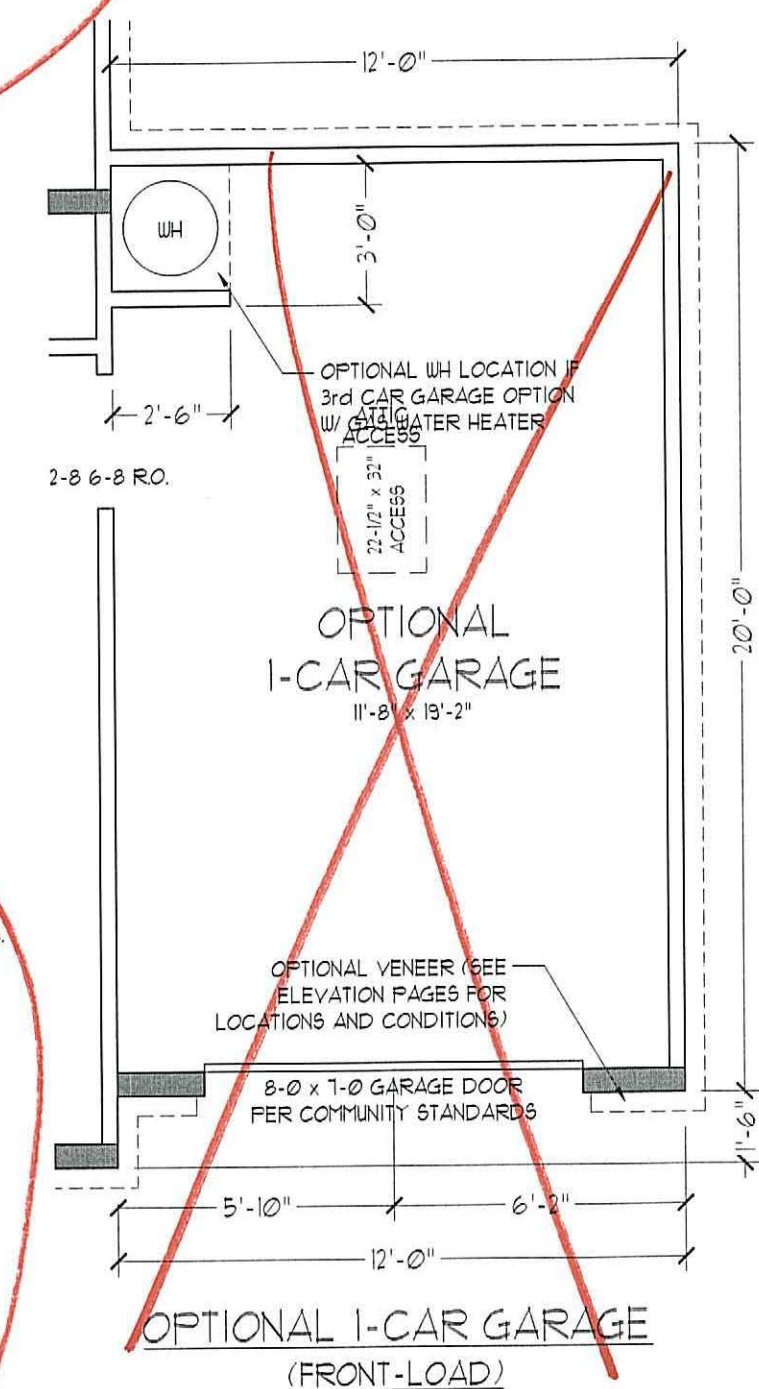 12'-0"
WH
3'-0"
OPTIONAL WH LOCATION IF
3rd CAR GARAGE OPTION
W/ GAS WATER HEATER
ATTIC
ACCESS
2'-6"
2-8 6-8 R.O.
22-1/2" x 32"
ACCESS
OPTIONAL
1-CAR GARAGE
11'-8" x 19'-2"
20'-0"
OPTIONAL VENEER (SEE
ELEVATION PAGES FOR
LOCATIONS AND CONDITIONS)
8-0 x 7-0 GARAGE DOOR
PER COMMUNITY STANDARDS
1'-6"
5'-10"
6'-2"
12'-0"
OPTIONAL 1-CAR GARAGE
(FRONT-LOAD)